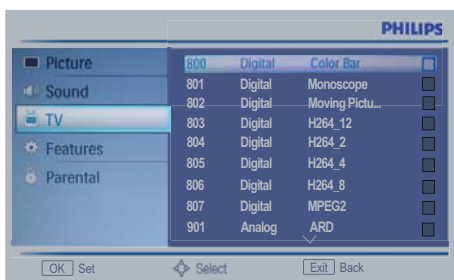 PHILIPS
Picture
Sound
TV
Features
Parental
800 Digital Color Bar
801 Digital Monoscope
802 Digital Moving Pictu...
803 Digital H264_12
804 Digital H264_2
805 Digital H264_4
806 Digital H264_8
807 Digital MPEG2
901 Analog ARD
OK Set Select Exit Back